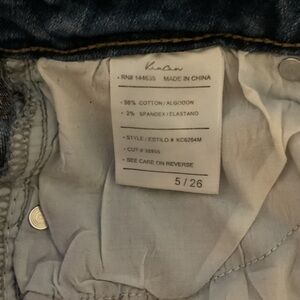 KanCan
• RN# 144635 MADE IN CHINA
• 98% COTTON / ALGODON
• 2% SPANDEX / ELASTANO
• STYLE / ESTILO # KC6264M
• CUT #
• SEE CARE ON REVERSE
5 / 26